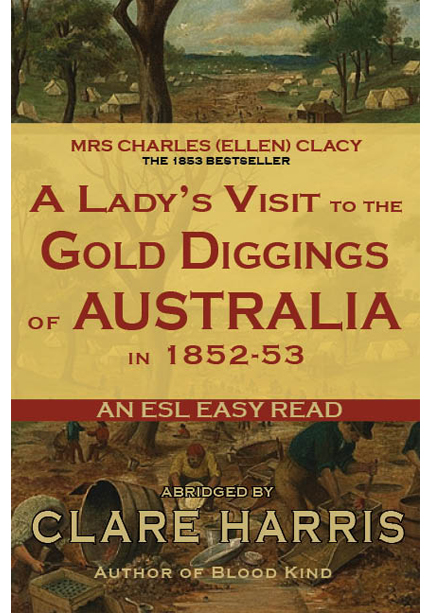 MRS CHARLES (ELLEN) CLACY
THE 1853 BESTSELLER
A LADY'S VISIT TO THE
GOLD DIGGINGS
OF AUSTRALIA
IN 1852-53
AN ESL EASY READ
ABRIDGED BY
CLARE HARRIS
AUTHOR OF BLOOD KIND